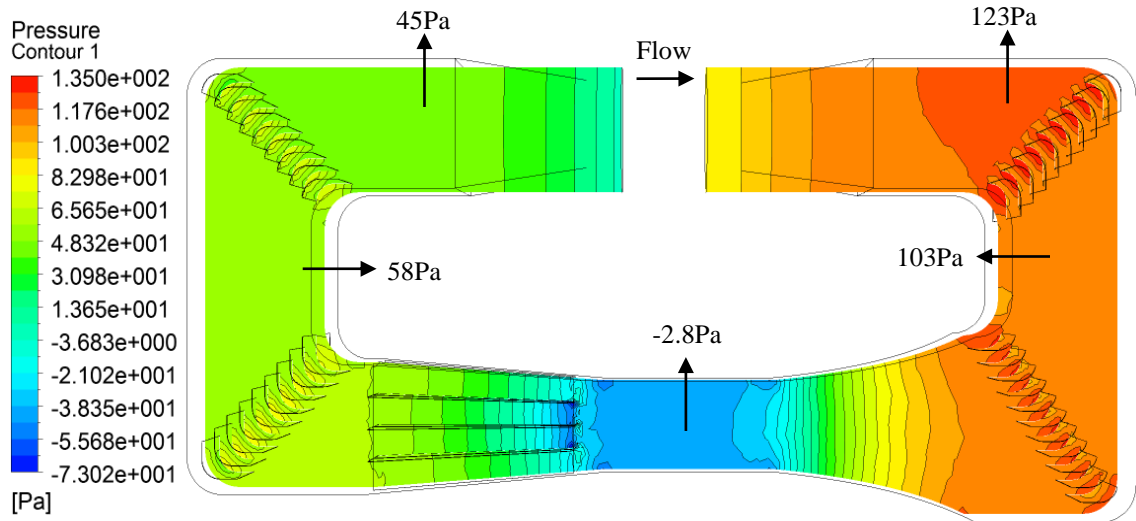 45Pa
123Pa
Pressure
Contour 1
Flow
1.350e+002
1.176e+002
1.003e+002
8.298e+001
6.565e+001
4.832e+001
3.098e+001
1.365e+001
-3.683e+000
-2.102e+001
-3.835e+001
-5.568e+001
-7.302e+001
[Pa]
58Pa
103Pa
-2.8Pa